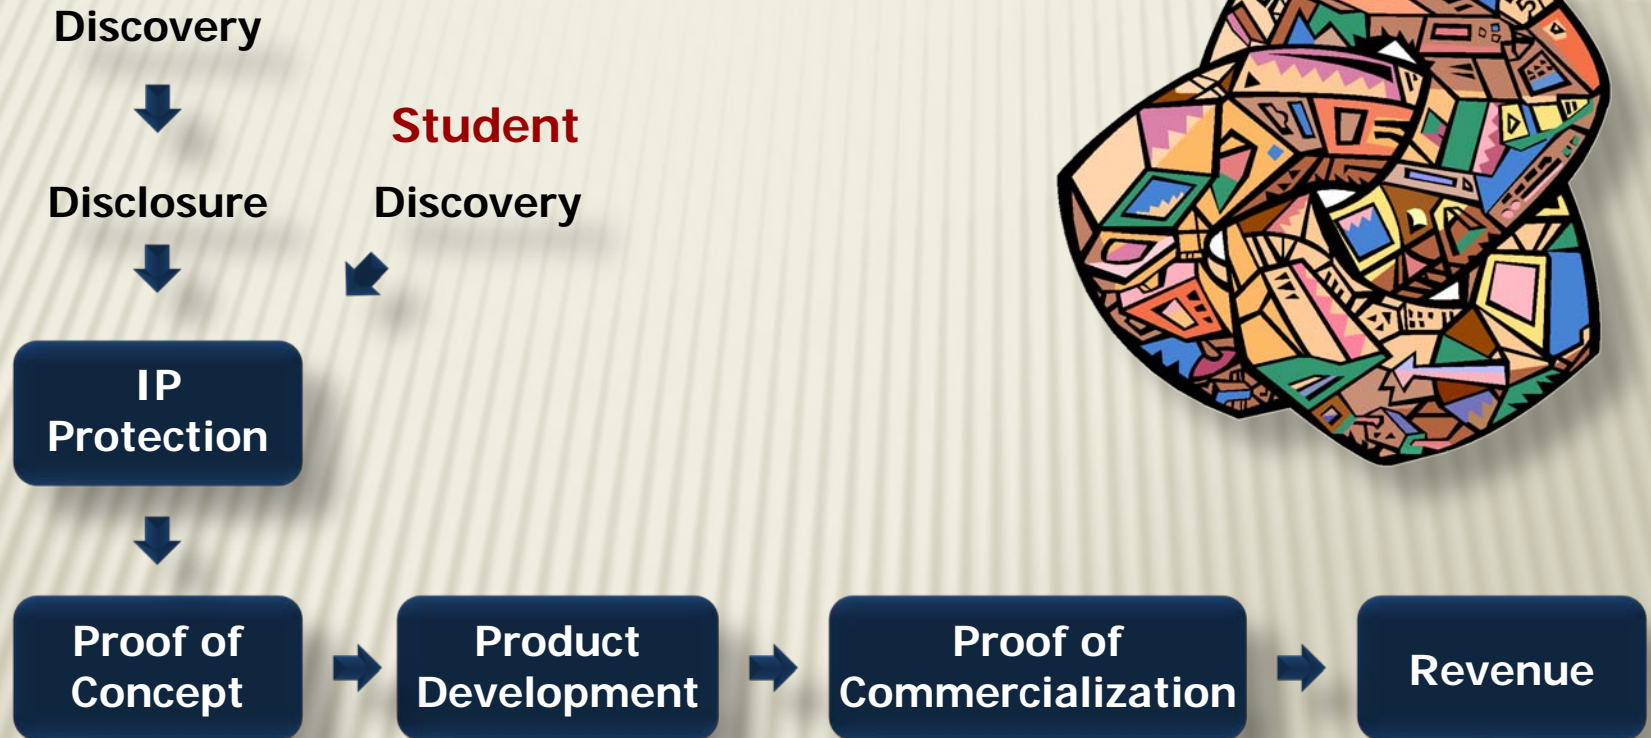 Discovery
Student
Disclosure
Discovery
IP
Protection
Proof of
Concept
Product
Development
Proof of
Commercialization
Revenue